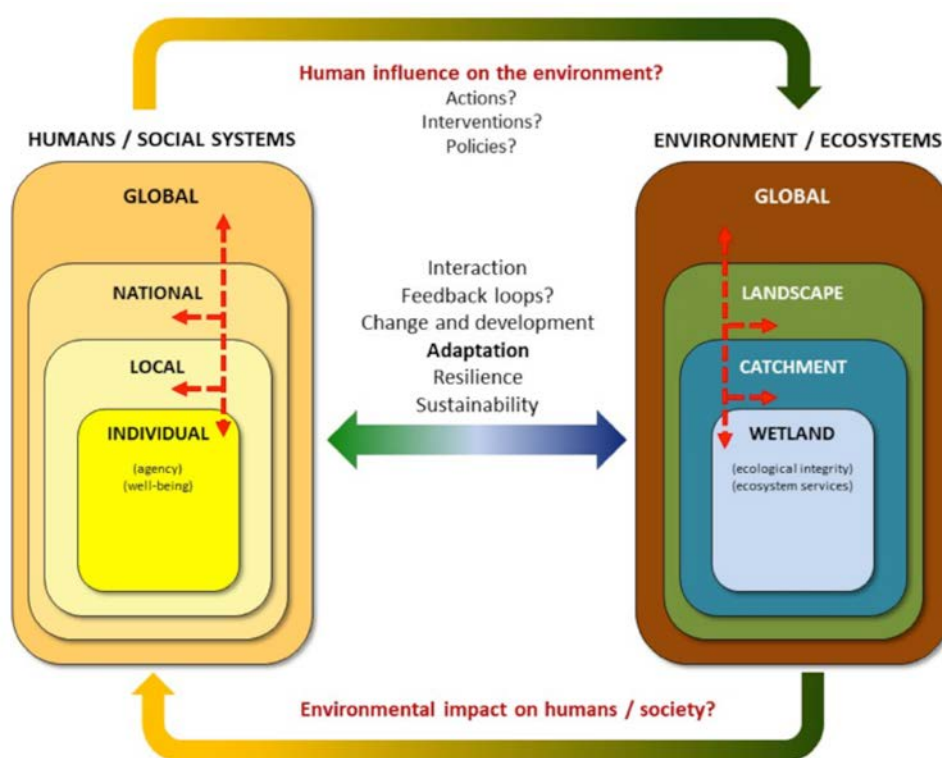 Human influence on the environment?
Actions?
Interventions?
Policies?
HUMANS / SOCIAL SYSTEMS
GLOBAL
NATIONAL
LOCAL
INDIVIDUAL
(agency)
(well-being)
Interaction
Feedback loops?
Change and development
Adaptation
Resilience
Sustainability
ENVIRONMENT / ECOSYSTEMS
GLOBAL
LANDSCAPE
CATCHMENT
WETLAND
(ecological integrity)
(ecosystem services)
Environmental impact on humans / society?